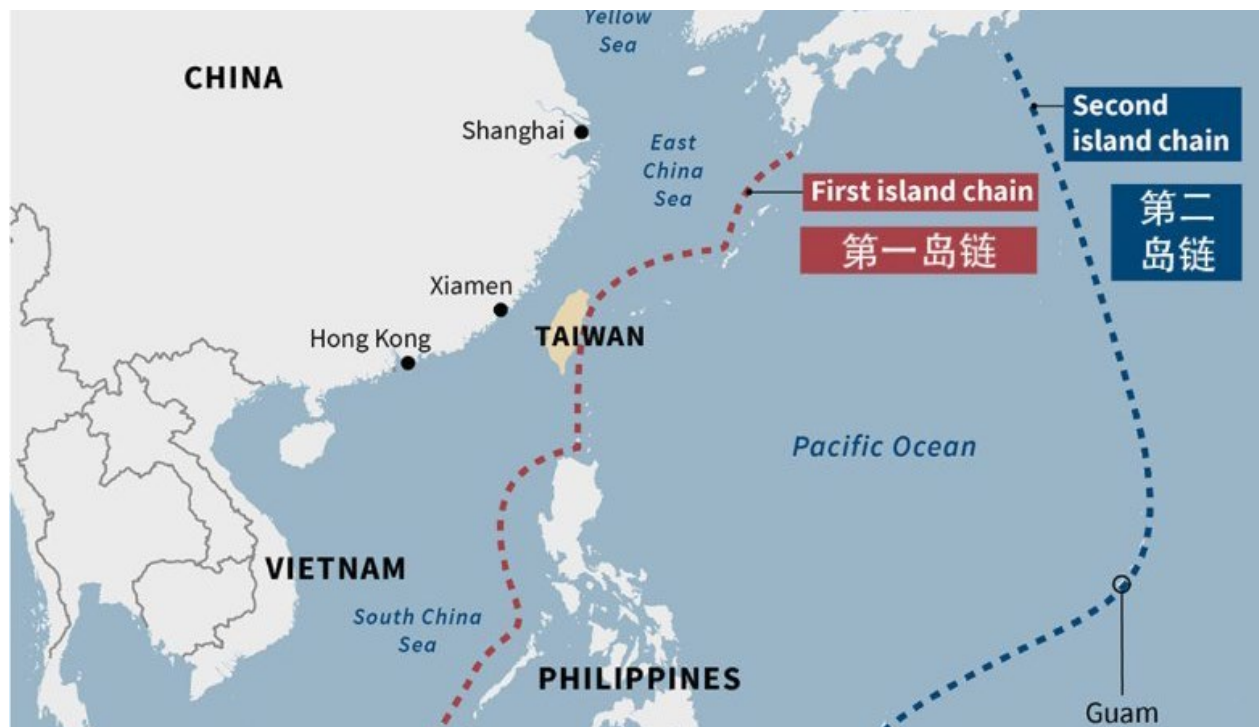 Yellow
Sea
CHINA
Shanghai
East
China
Sea
Second
island chain
First island chain
第二
岛链
第一岛链
Xiamen
TAIWAN
Hong Kong
Pacific Ocean
VIETNAM
South China
Sea
PHILIPPINES
Guam